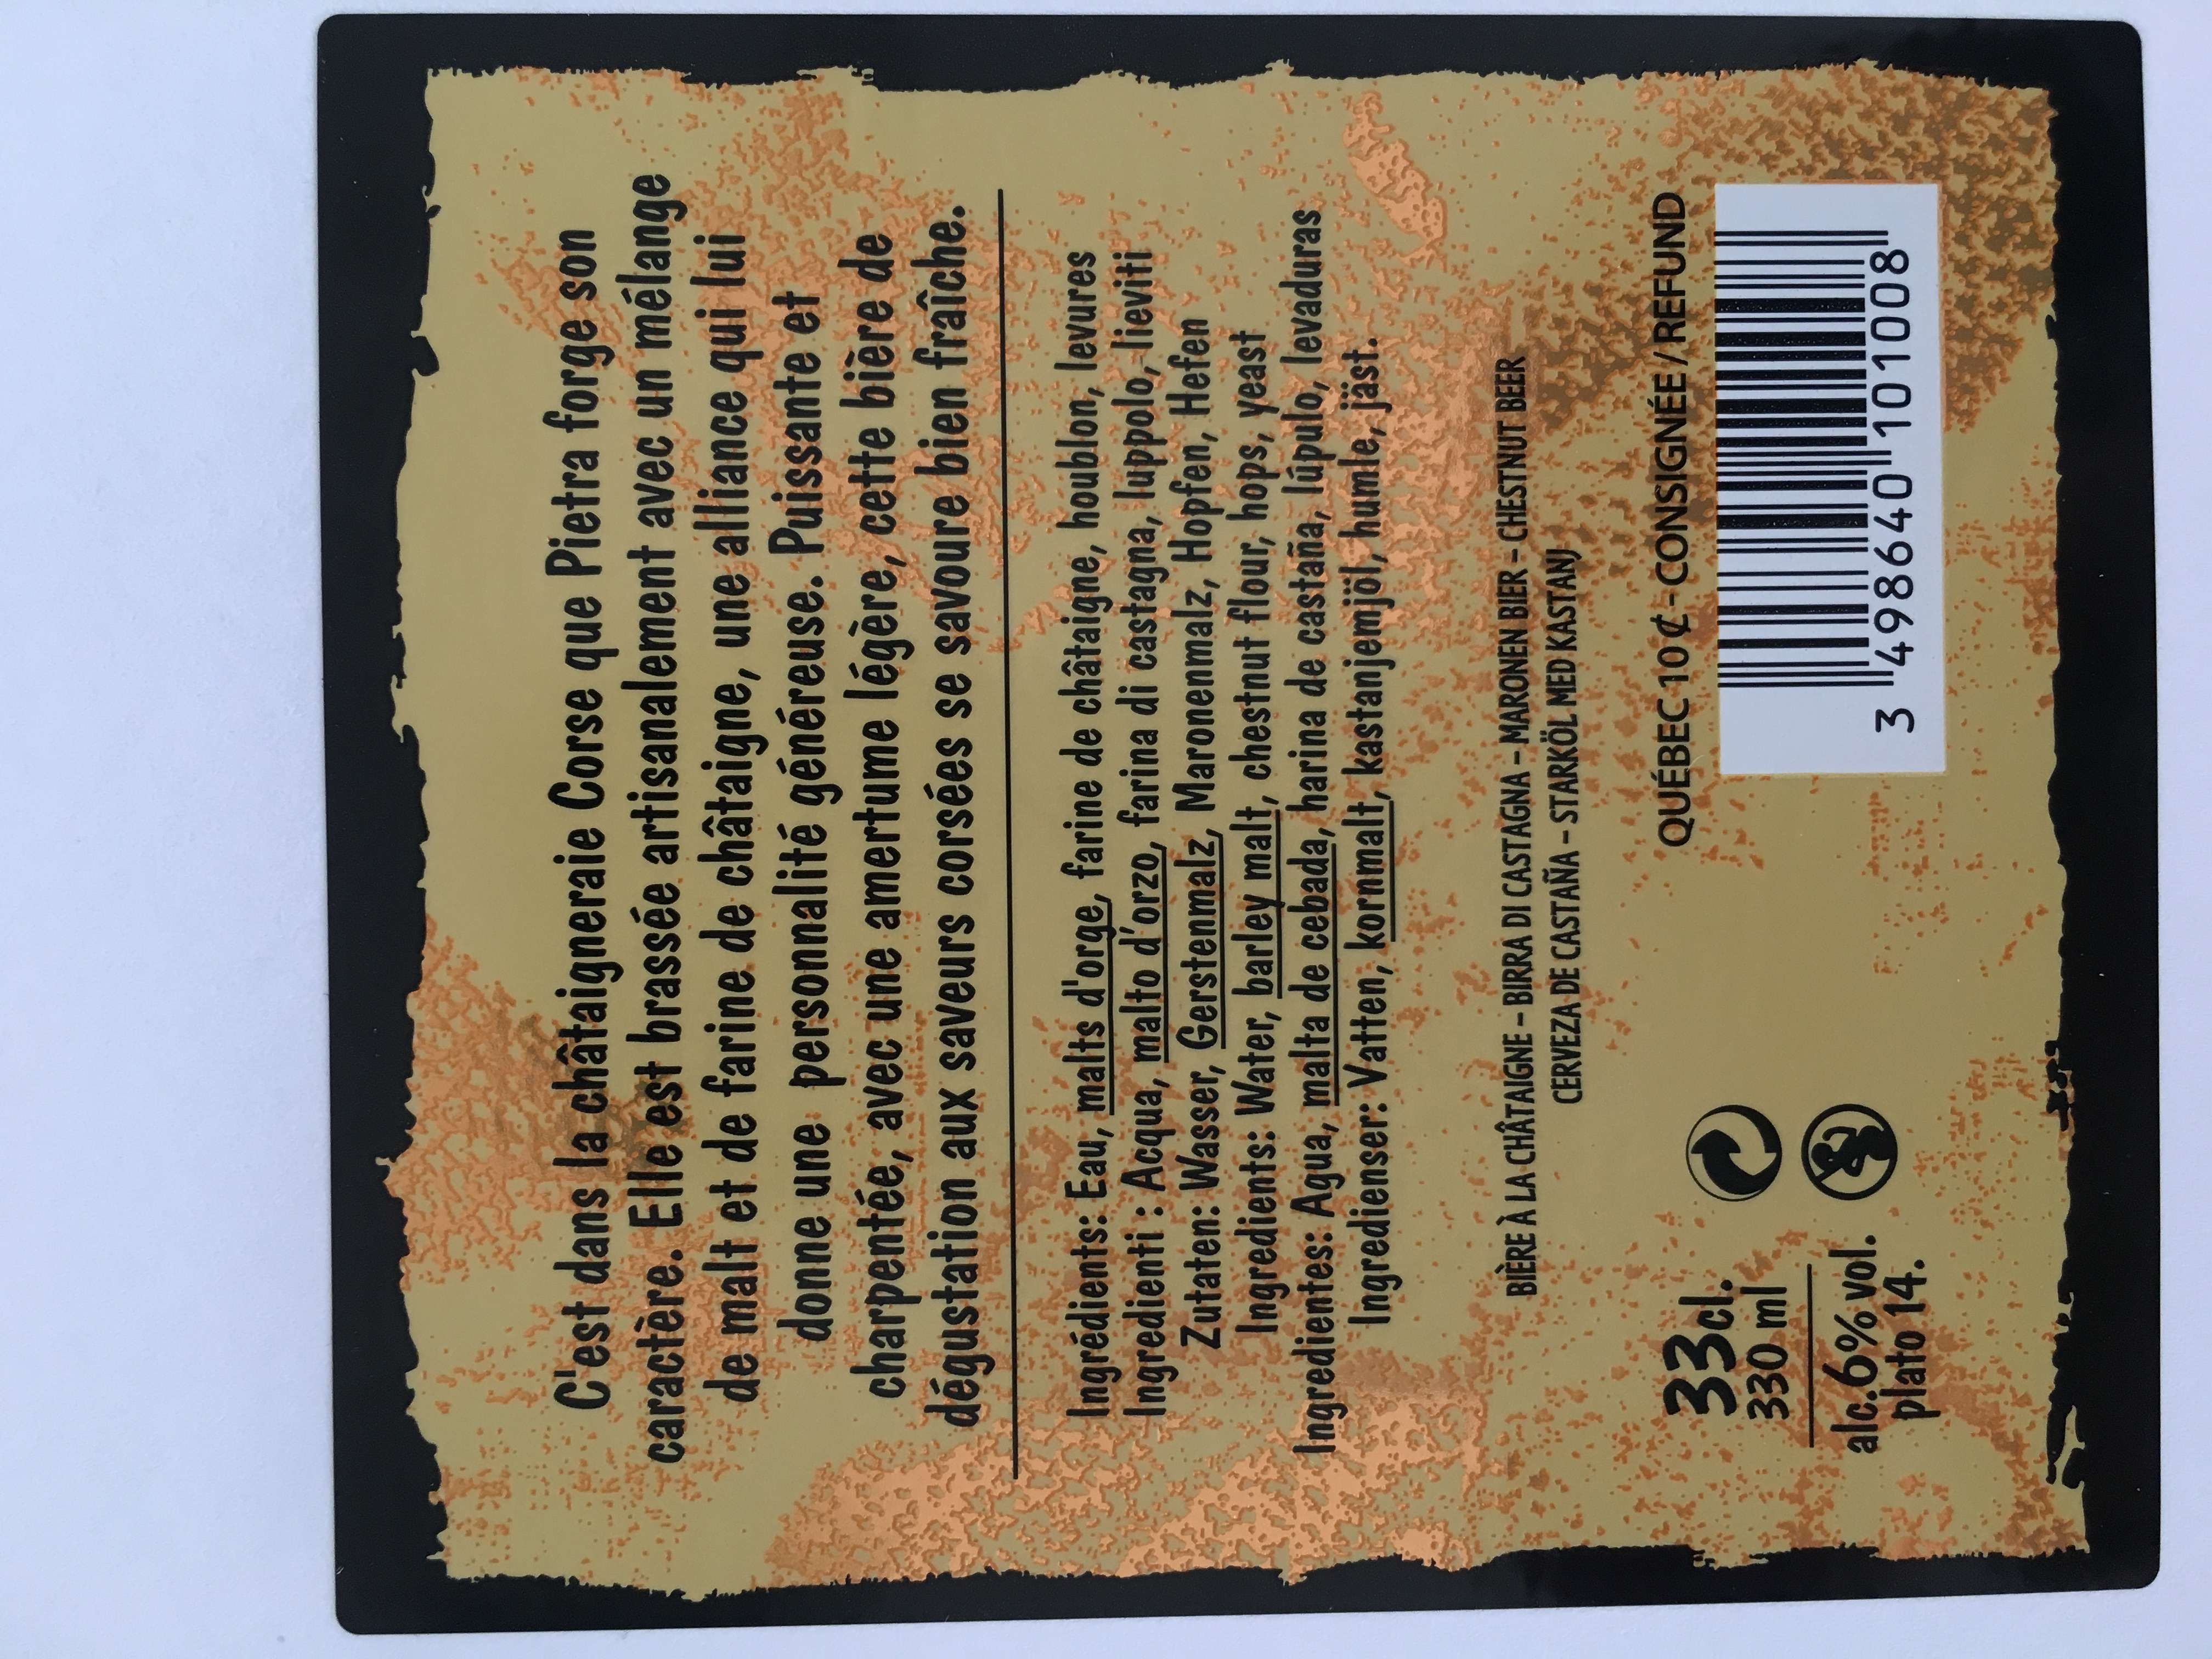 C'est dans la châtaigneraie Corse que Pietra forge son
caractère. Elle est brassée artisanalement avec un mélange
de malt et de farine de châtaigne, une alliance qui lui
donne une personnalité généreuse. Puissante et
charpentée, avec une amertume légère, cette bière de
dégustation aux saveurs corsées se savoure bien fraîche.
Ingrédients: Eau, malts d'orge, farine de châtaigne, houblon, levures
Ingredienti : Acqua, malto d'orzo, farina di castagna, luppolo, lieviti
Zutaten: Wasser, Gerstenmalz, Maronenmalz, Hopfen, Hefen
Ingredients: Water, barley malt, chestnut flour, hops, yeast
Ingredientes: Agua, malta de cebada, harina de castaña, lúpulo, levaduras
Ingredienser: Vatten, kornmalt, kastanjemjöl, humle, jäst.
BIÈRE À LA CHÂTAIGNE – BIRRA DI CASTAGNA – MARONEN BIER – CHESTNUT BEER
CERVEZA DE CASTAÑA – STARKÖL MED KASTANJ
33cl.
330 ml
alc.6% vol.
plato 14.
QUÉBEC 10 ¢ - CONSIGNÉE / REFUND
3 498640 101008